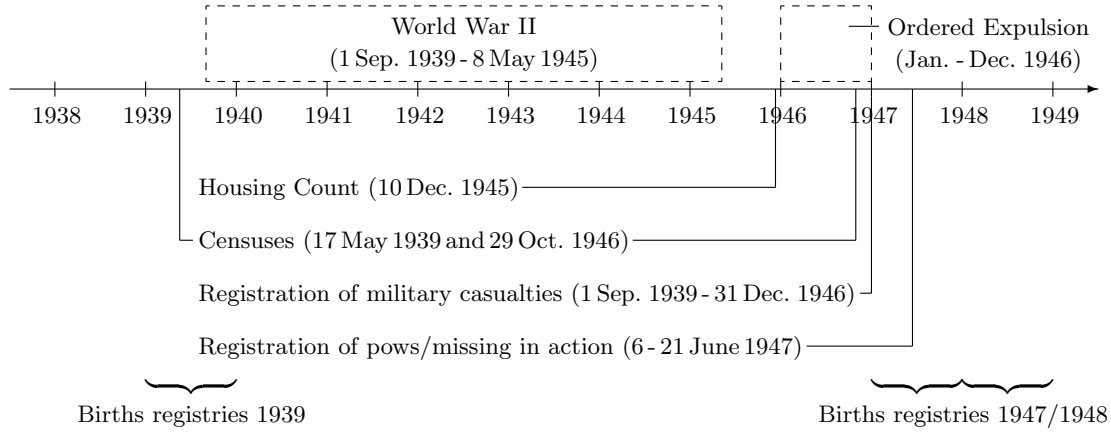 World War II
(1 Sep. 1939 - 8 May 1945)
Ordered Expulsion
(Jan. - Dec. 1946)
1938 1939 1940 1941 1942 1943 1944 1945 1946 1947 1948 1949
Housing Count (10 Dec. 1945)
Censuses (17 May 1939 and 29 Oct. 1946)
Registration of military casualties (1 Sep. 1939 - 31 Dec. 1946)
Registration of pows/missing in action (6 - 21 June 1947)
Births registries 1939
Births registries 1947/1948